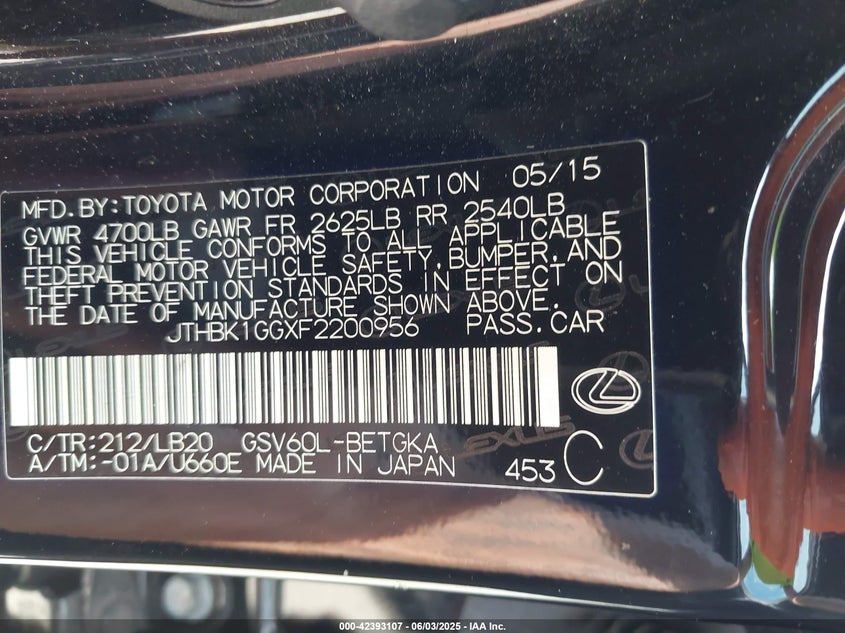 MFD.BY:TOYOTA MOTOR CORPORATION 05/15
GVWR 4700LB GAWR FR 2625LB RR 2540LB
THIS VEHICLE CONFORMS TO ALL APPLICABLE
FEDERAL MOTOR VEHICLE SAFETY,BUMPER,AND
THEFT PREVENTION STANDARDS IN EFFECT ON
THE DATE OF MANUFACTURE SHOWN ABOVE.
JTHBK1GGXF2200956 PASS.CAR
C/TR:212/LB20 GSV60L-BETGKA
A/TM:-01A/U660E MADE IN JAPAN
453 C
LEXUS
000-42393107 - 06/03/2025 - IAA Inc.